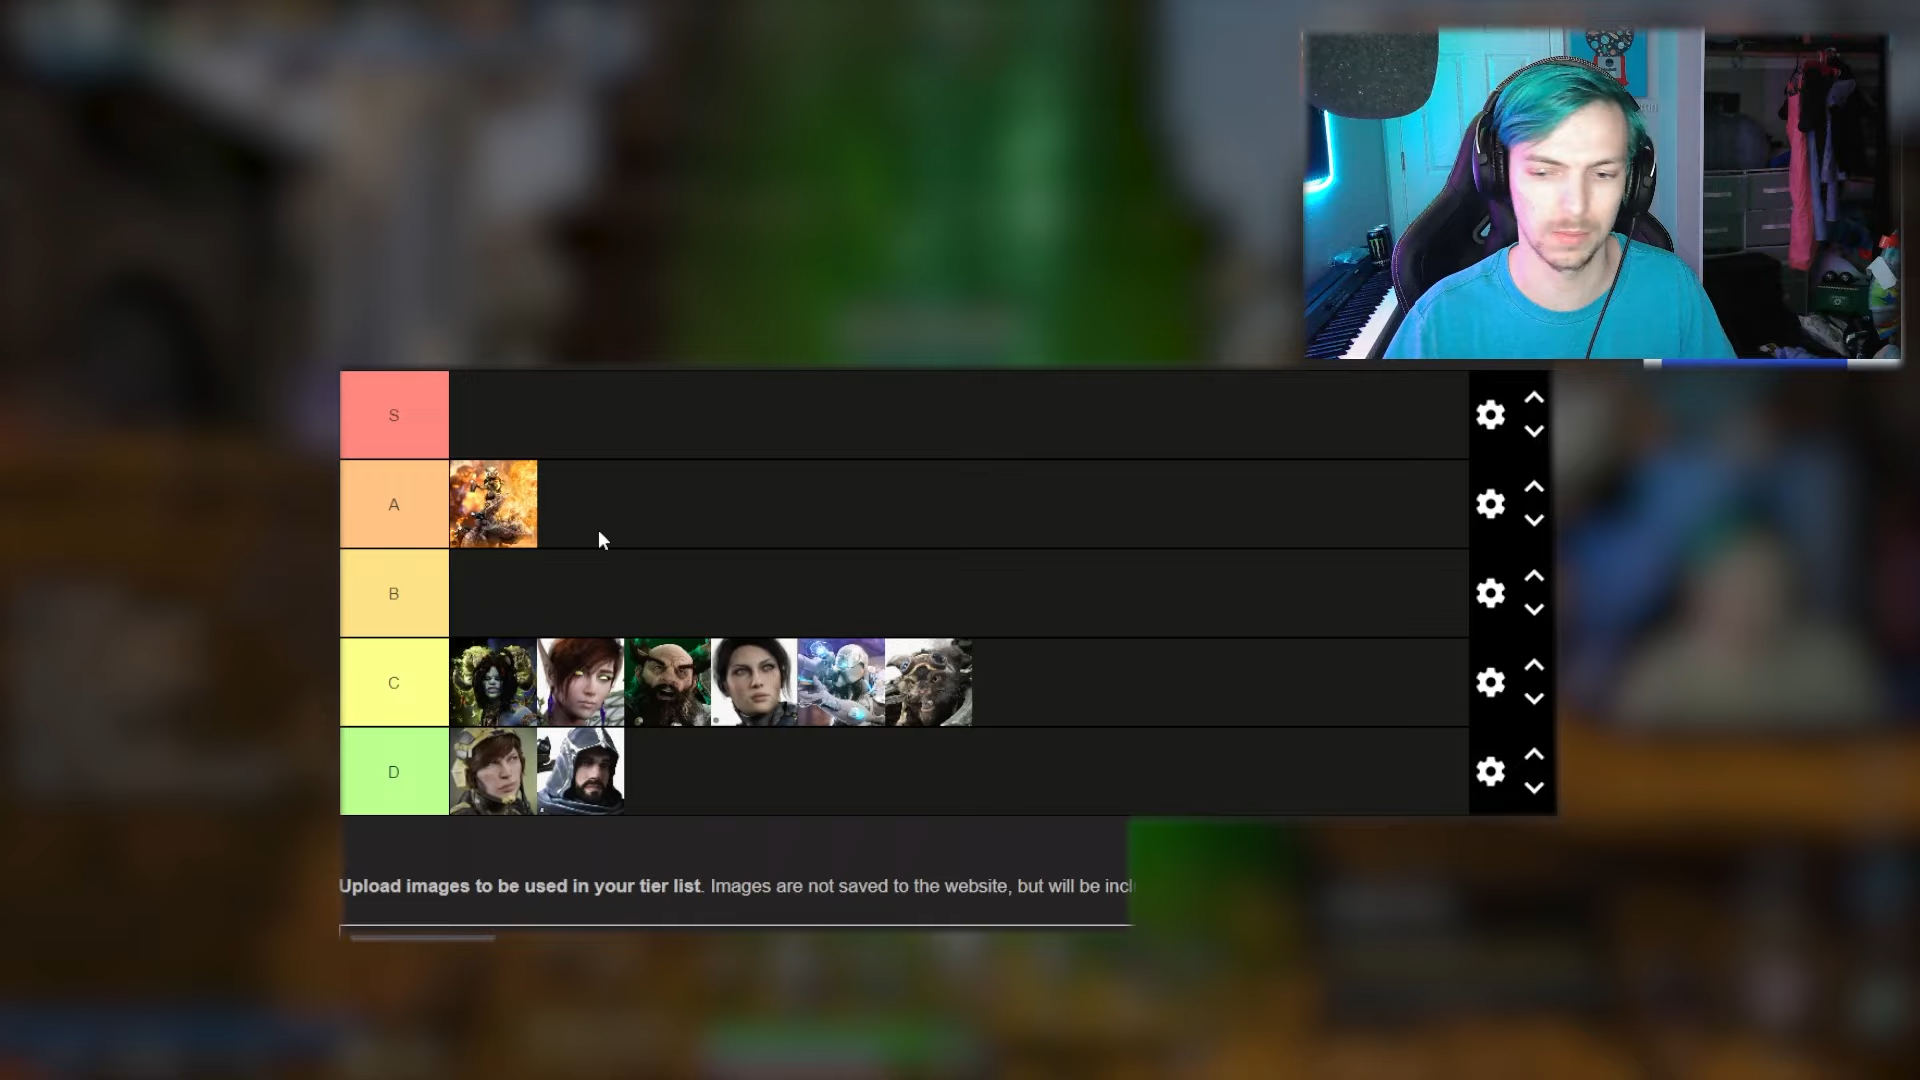 S
A
B
C
D
Upload images to be used in your tier list. Images are not saved to the website, but will be incl